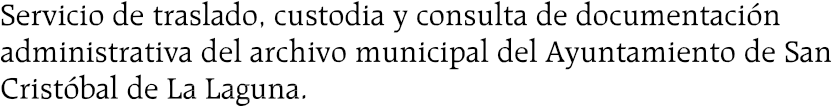 Servicio de traslado, custodia y consulta de documentación
administrativa del archivo municipal del Ayuntamiento de San
Cristóbal de La Laguna.